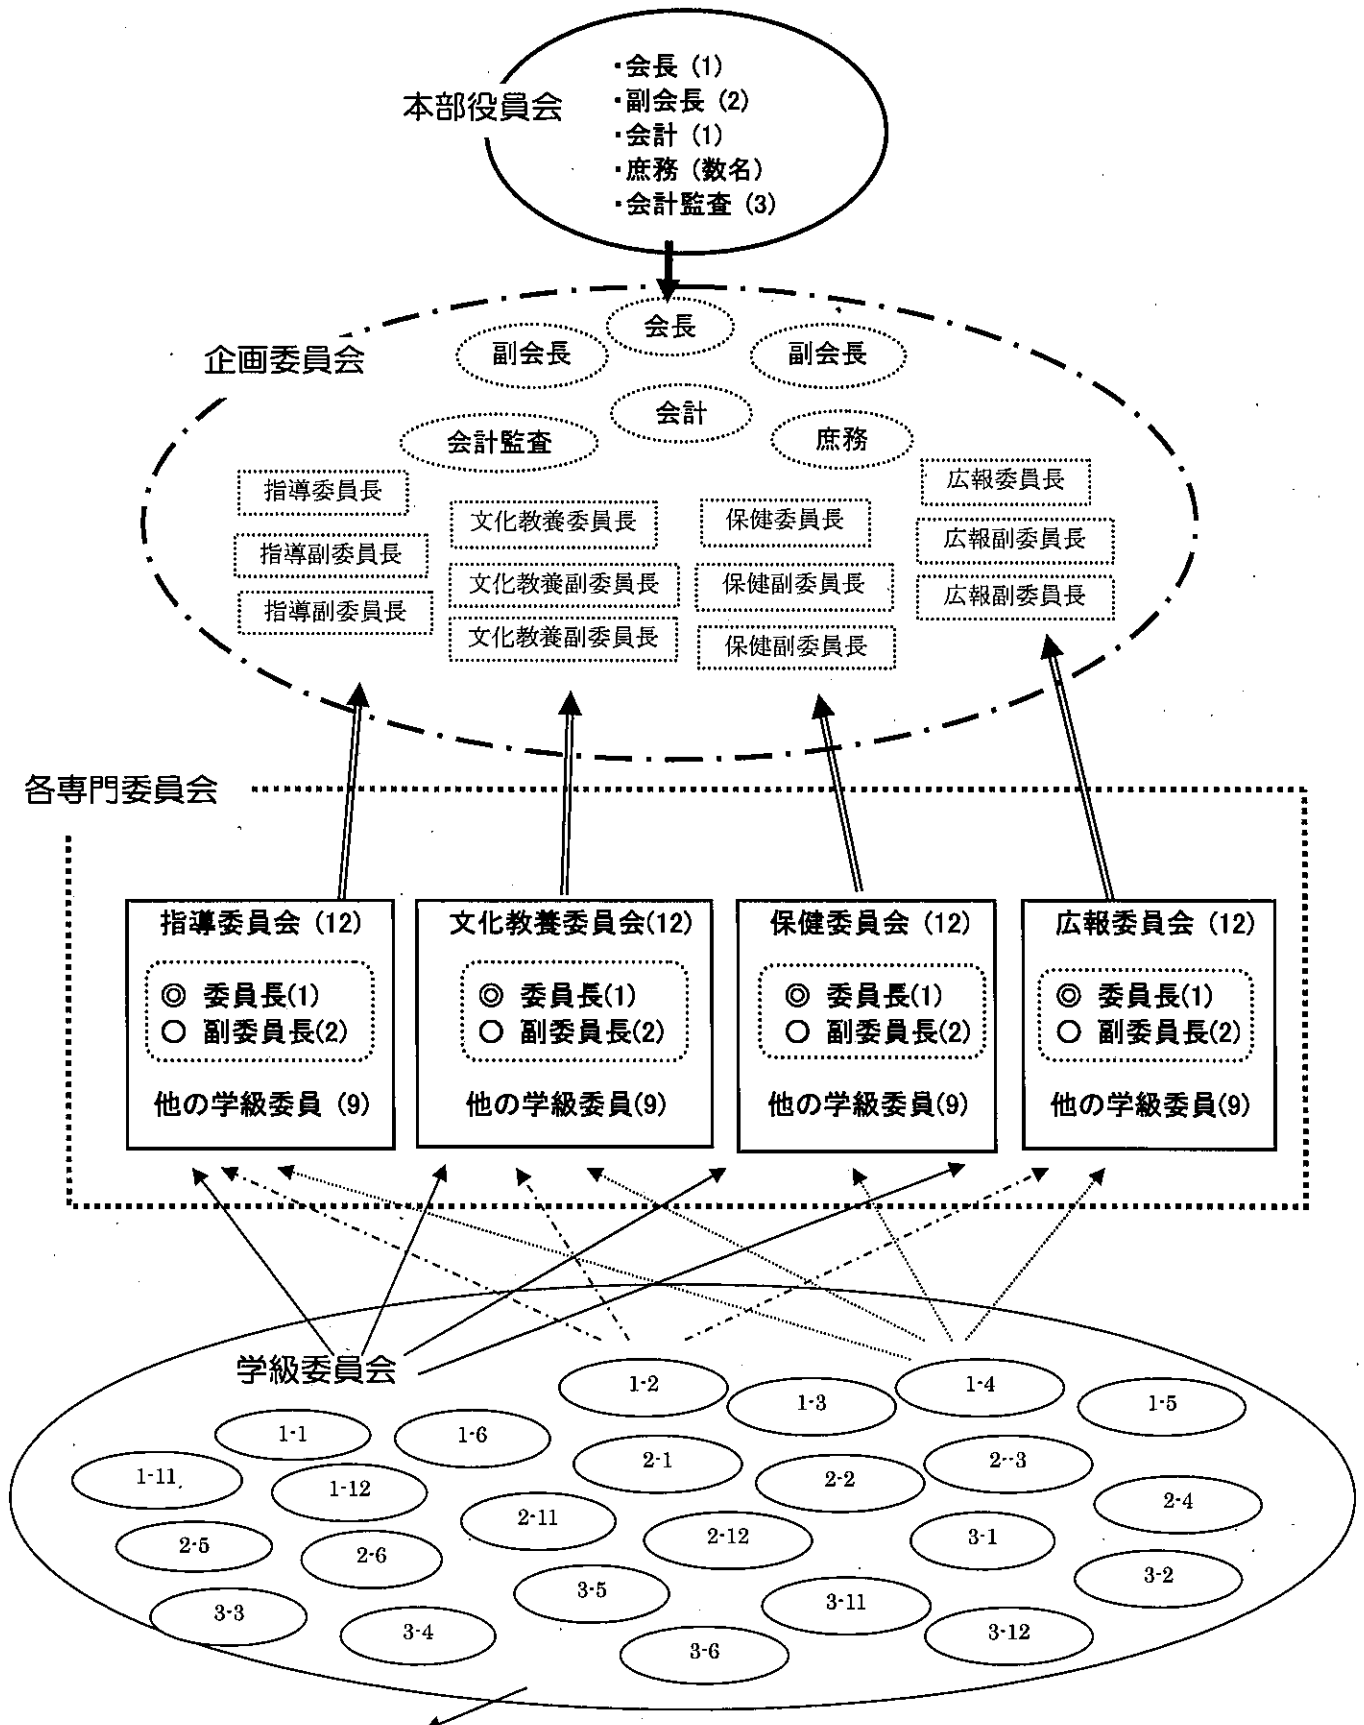 本部役員会
・会長 (1)
・副会長 (2)
・会計 (1)
・庶務 (数名)
・会計監査 (3)
企画委員会
会長
副会長
副会長
会計
会計監査
庶務
指導委員長
指導副委員長
指導副委員長
文化教養委員長
文化教養副委員長
文化教養副委員長
保健委員長
保健副委員長
保健副委員長
広報委員長
広報副委員長
広報副委員長
各専門委員会
指導委員会 (12)
◎ 委員長(1)
○ 副委員長(2)
他の学級委員 (9)
文化教養委員会(12)
◎ 委員長(1)
○ 副委員長(2)
他の学級委員(9)
保健委員会 (12)
◎ 委員長(1)
○ 副委員長(2)
他の学級委員(9)
広報委員会 (12)
◎ 委員長(1)
○ 副委員長(2)
他の学級委員(9)
学級委員会
1-2
1-3
1-4
1-5
1-1
1-6
2-1
2-2
2--3
1-11
1-12
2-11
2-12
2-4
2-5
2-6
3-1
3-2
3-3
3-4
3-5
3-11
3-6
3-12